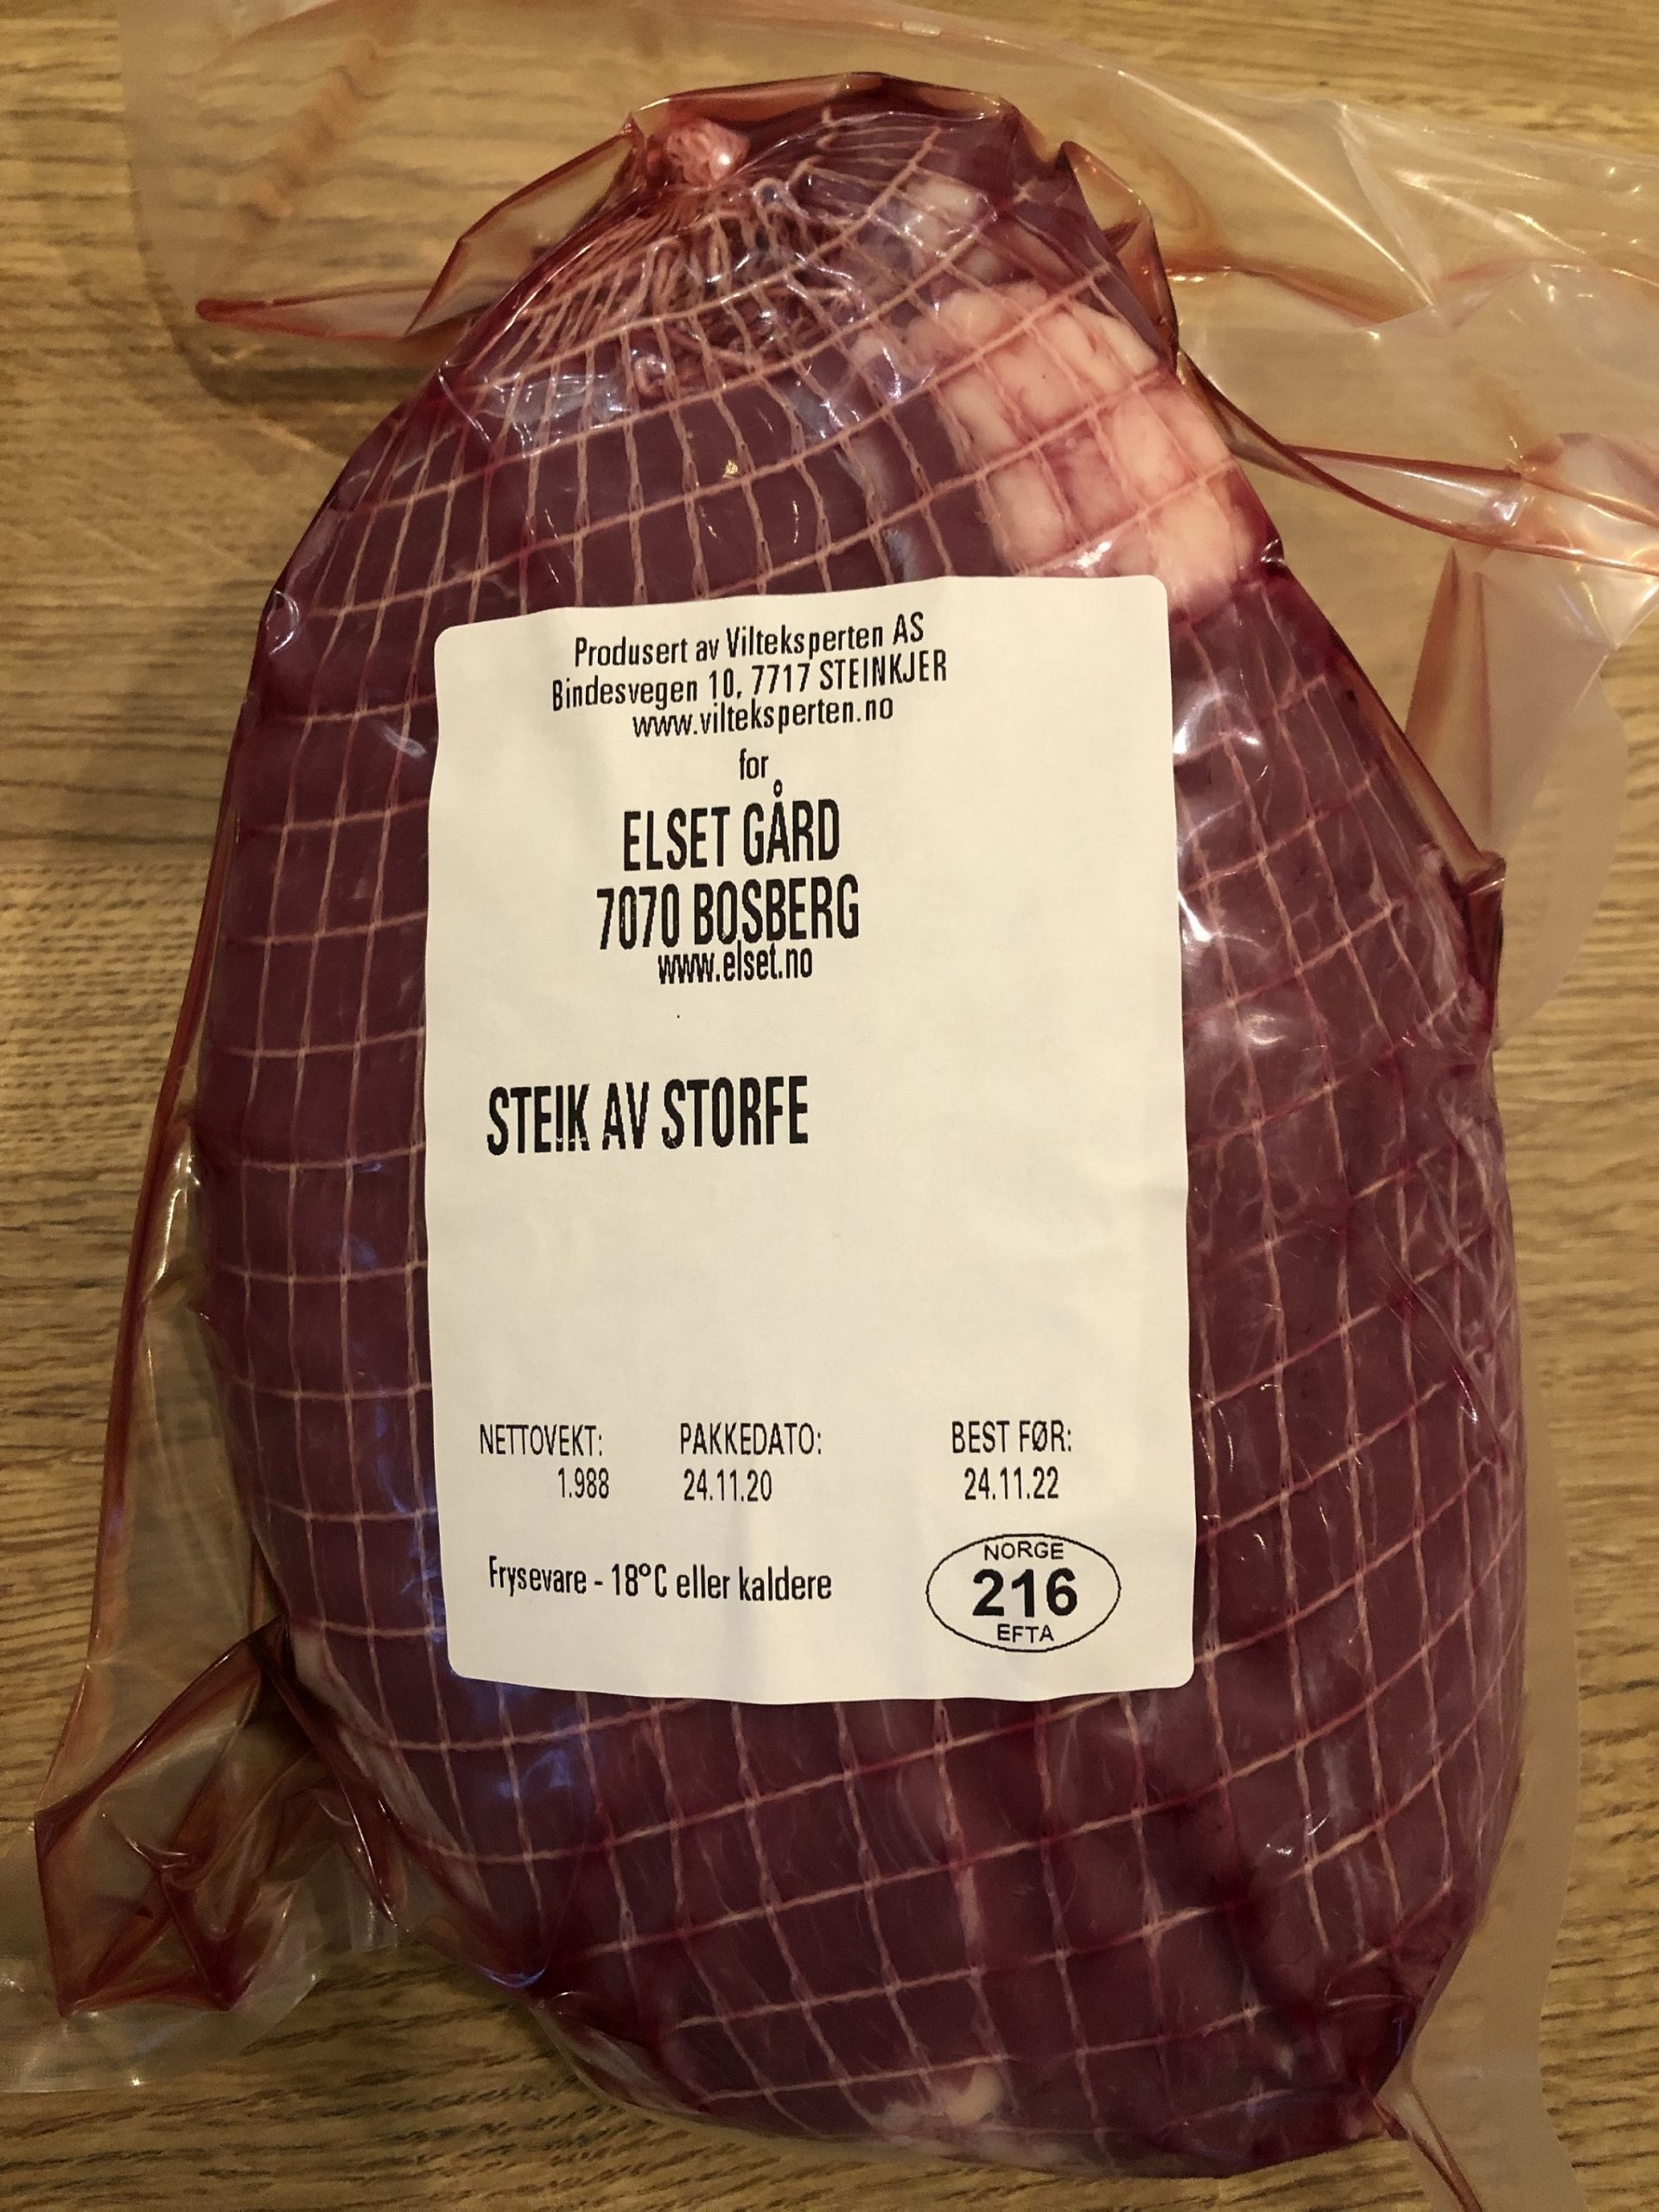 Produsert av Vilteksperten AS
Bindesvegen 10, 7717 STEINKJER
www.vilteksperten.no
for
ELSET GÅRD
7070 BOSBERG
www.elset.no
STEIK AV STORFE
NETTOVEKT: PAKKEDATO: BEST FØR:
1.988 24.11.20 24.11.22
Frysevare - 18°C eller kaldere
NORGE
216
EFTA